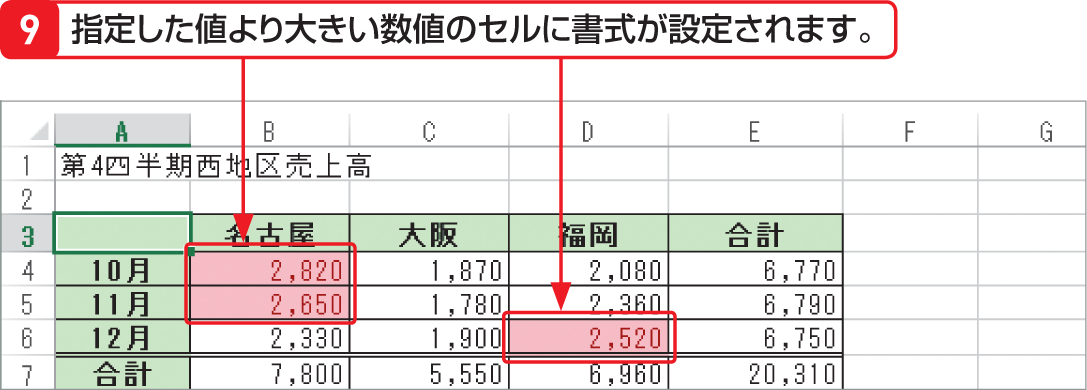 9 指定した値より大きい数値のセルに書式が設定されます。
A B C D E F G
1 第4四半期西地区売上高
2
3 名古屋 大阪 福岡 合計
4 10月 2,820 1,870 2,080 6,770
5 11月 2,650 1,780 2,360 6,790
6 12月 2,330 1,900 2,520 6,750
7 合計 7,800 5,550 6,960 20,310